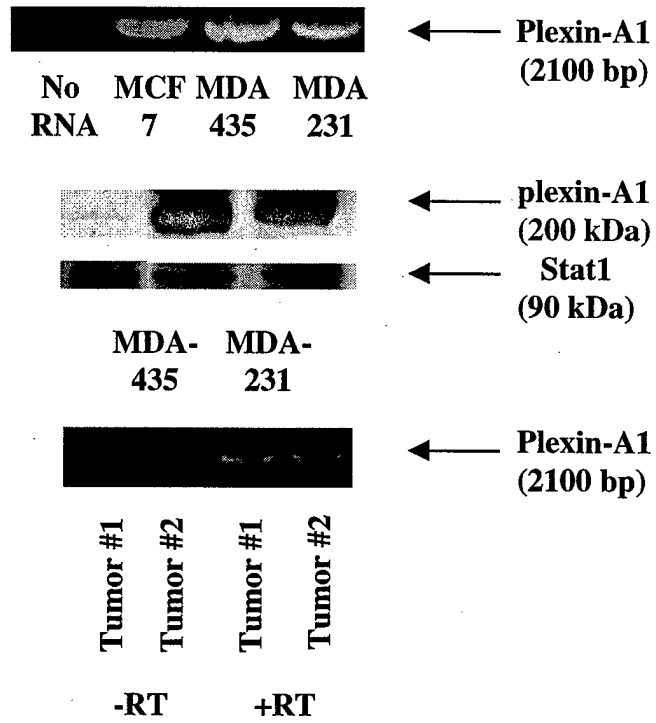 Plexin-A1
(2100 bp)
No MCF MDA MDA
RNA 7 435 231
plexin-A1
(200 kDa)
Stat1
(90 kDa)
MDA- MDA-
435 231
Plexin-A1
(2100 bp)
Tumor #1
Tumor #2
Tumor #1
Tumor #2
-RT +RT